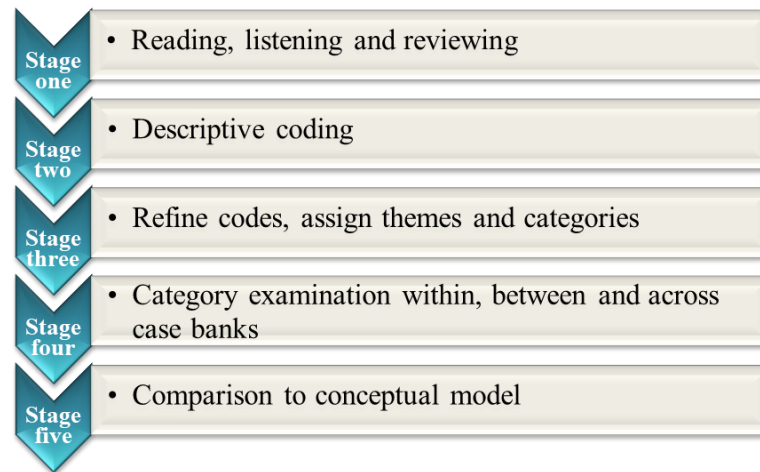 Stage
one
• Reading, listening and reviewing
Stage
two
• Descriptive coding
Stage
three
• Refine codes, assign themes and categories
Stage
four
• Category examination within, between and across
case banks
Stage
five
• Comparison to conceptual model